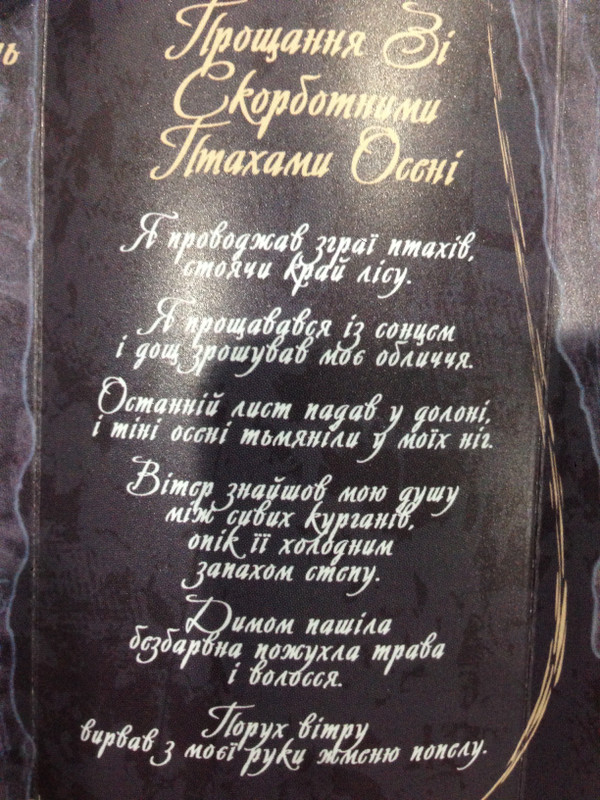 нь
Прощання Зі
Скорботними
Птахами Осені
Я проводжав зграї птахів,
стоячи край лісу.
Я прощавався із сонцем
і дощ зрошував моє обличчя.
Останній лист падав у долоні,
і тіні осені тьмяніли у моїх ніг.
Вітер знайшов мою душу
між сивих курганів,
опік її холодним
запахом степу.
Димом пашіла
безбарвна пожухла трава
і волосся.
Порух вітру
вирвав з моєї руки жменю попелу.